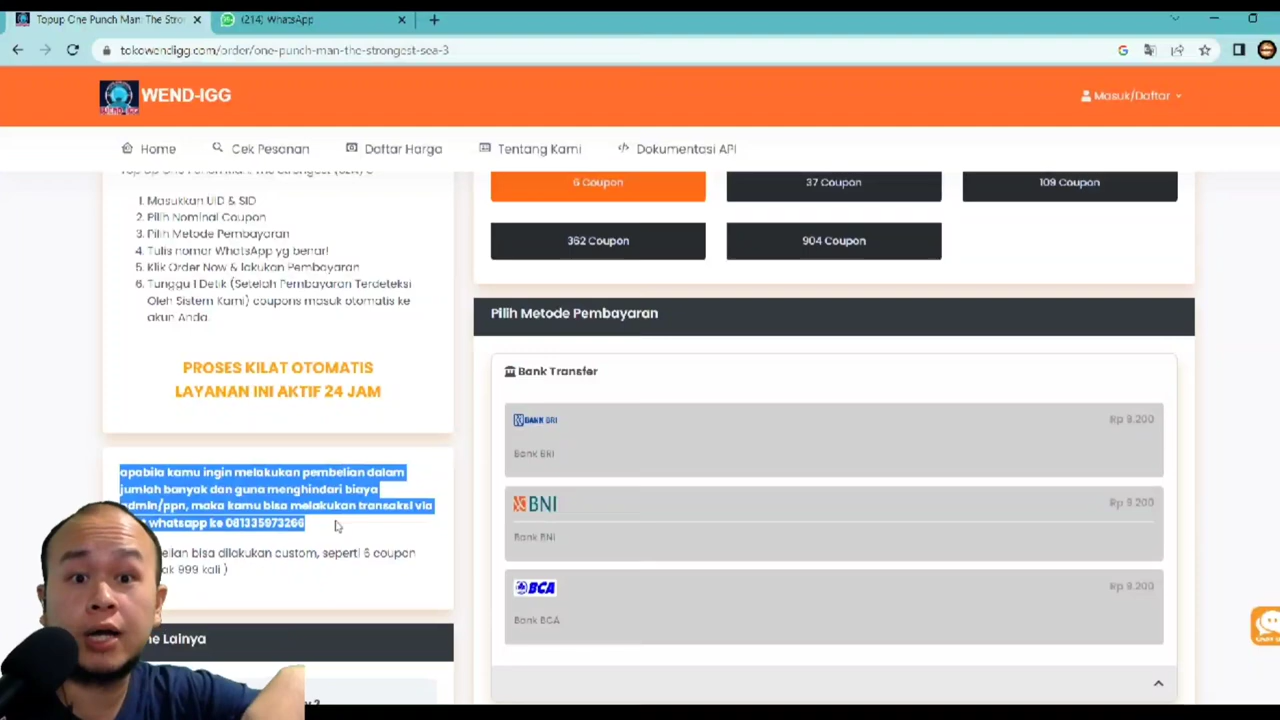 Topup One Punch Man: The Stro
(214) WhatsApp
tokowendigg.com/order/one-punch-man-the-strongest-sea-3
WEND-IGG
Masuk/Daftar
Home
Cek Pesanan
Daftar Harga
Tentang Kami
Dokumentasi API
1. Masukkan UID & SID
2. Pilih Nominal Coupon
3. Pilih Metode Pembayaran
4. Tulis nomor WhatsApp yg benar!
5. Klik Order Now & lakukan Pembayaran
6. Tunggu 1 Detik (Setelah Pembayaran Terdeteksi
Oleh Sistem Kami) coupons masuk otomatis ke
akun Anda.
PROSES KILAT OTOMATIS
LAYANAN INI AKTIF 24 JAM
apabila kamu ingin melakukan pembelian dalam
jumlah banyak dan guna menghindari biaya
admin/ppn, maka kamu bisa melakukan transaksi via
whatsapp ke 081335973266
bisa dilakukan custom, seperti 6 coupon
999 kali )
Lainya
6 Coupon
37 Coupon
109 Coupon
362 Coupon
904 Coupon
Pilih Metode Pembayaran
Bank Transfer
BANK BRI
Rp 9.200
Bank BRI
BNI
Rp 9.200
Bank BNI
BCA
Rp 9.200
Bank BCA